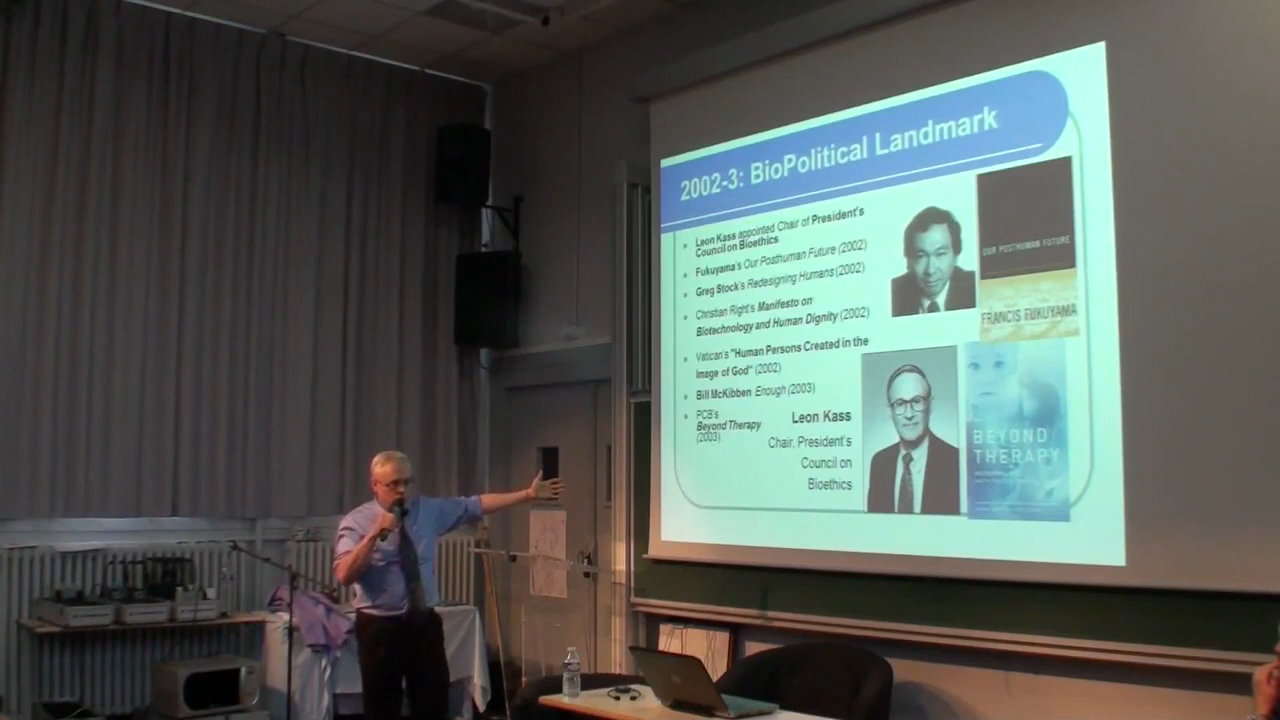 2002-3: BioPolitical Landmark
Leon Kass appointed Chair of President's
Council on Bioethics
Fukuyama's Our Posthuman Future (2002)
Greg Stock's Redesigning Humans (2002)
Christian Right's Manifesto on
Biotechnology and Human Dignity (2002)
Vatican's "Human Persons Created in the
Image of God" (2002)
Bill McKibben Enough (2003)
PCB's
Beyond Therapy
(2003)
Leon Kass
Chair, President's
Council on
Bioethics
OUR POSTHUMAN FUTURE
FRANCIS FUKUYAMA
BEYOND
THERAPY